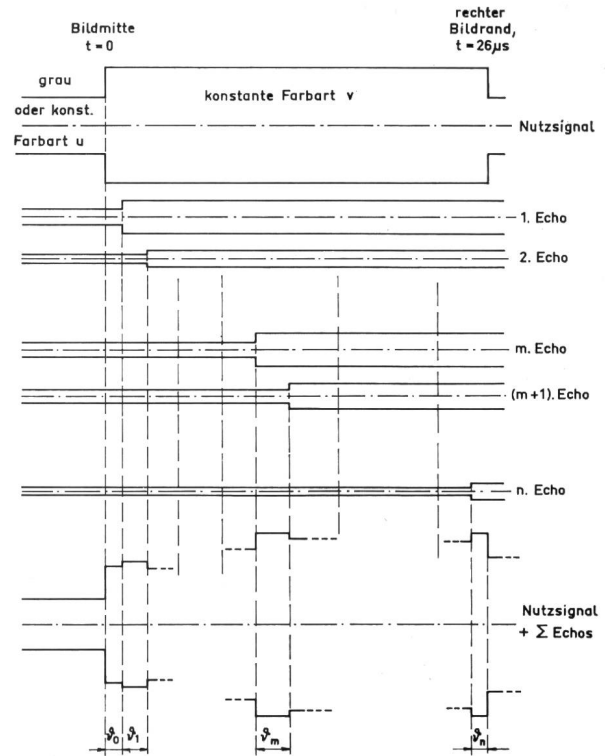 Bildmitte
t = 0
rechter
Bildrand,
t = 26µs
grau
konstante Farbart v
oder konst.
Nutzsignal
Farbart u
1. Echo
2. Echo
m. Echo
(m+1). Echo
n. Echo
Nutzsignal
+ Σ Echos
ϑ0
ϑ1
ϑm
ϑn